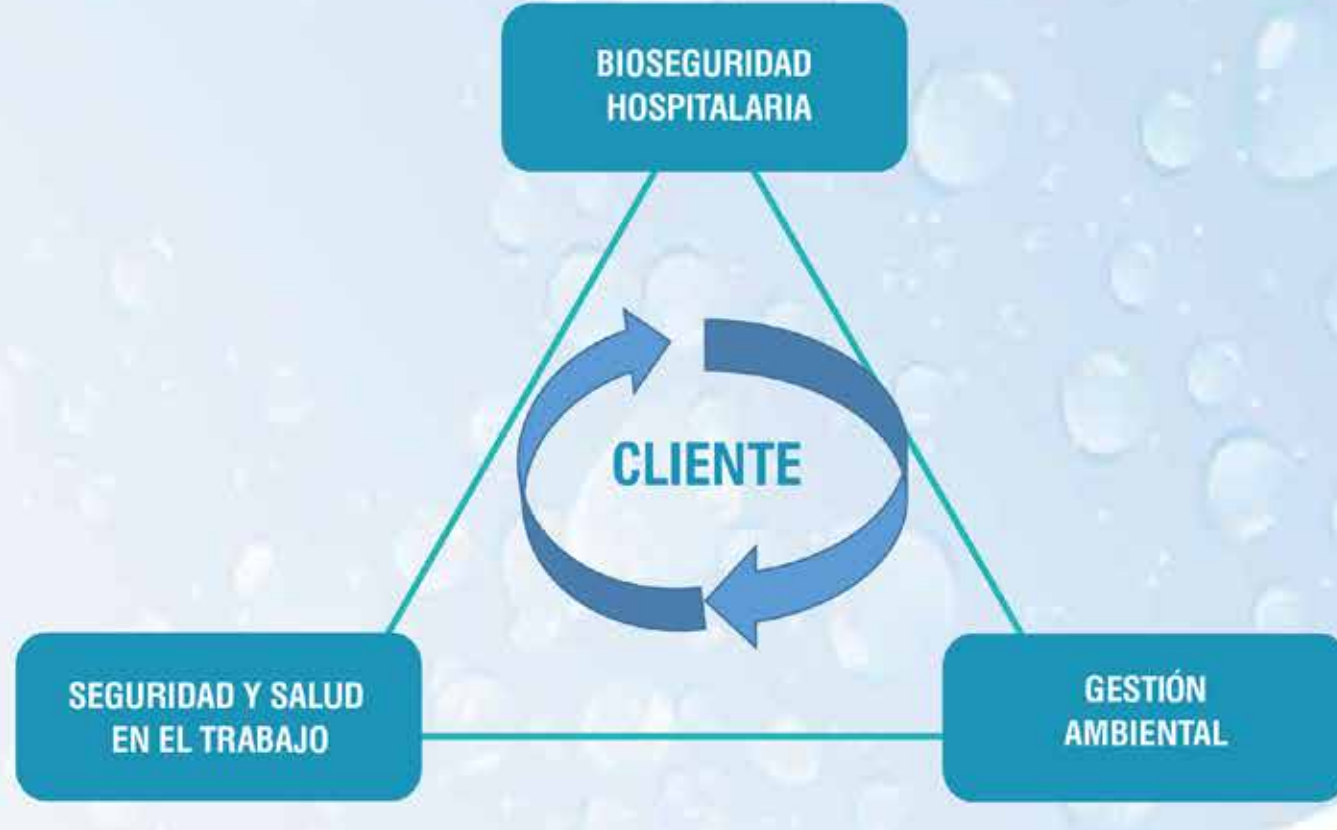 BIOSEGURIDAD
HOSPITALARIA
CLIENTE
SEGURIDAD Y SALUD
EN EL TRABAJO
GESTIÓN
AMBIENTAL